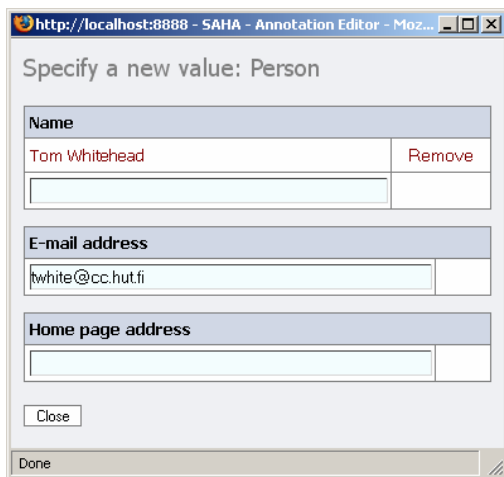 http://localhost:8888 - SAHA - Annotation Editor - Moz...
Specify a new value: Person
Name
Tom Whitehead Remove
E-mail address
twhite@cc.hut.fi
Home page address
Close
Done